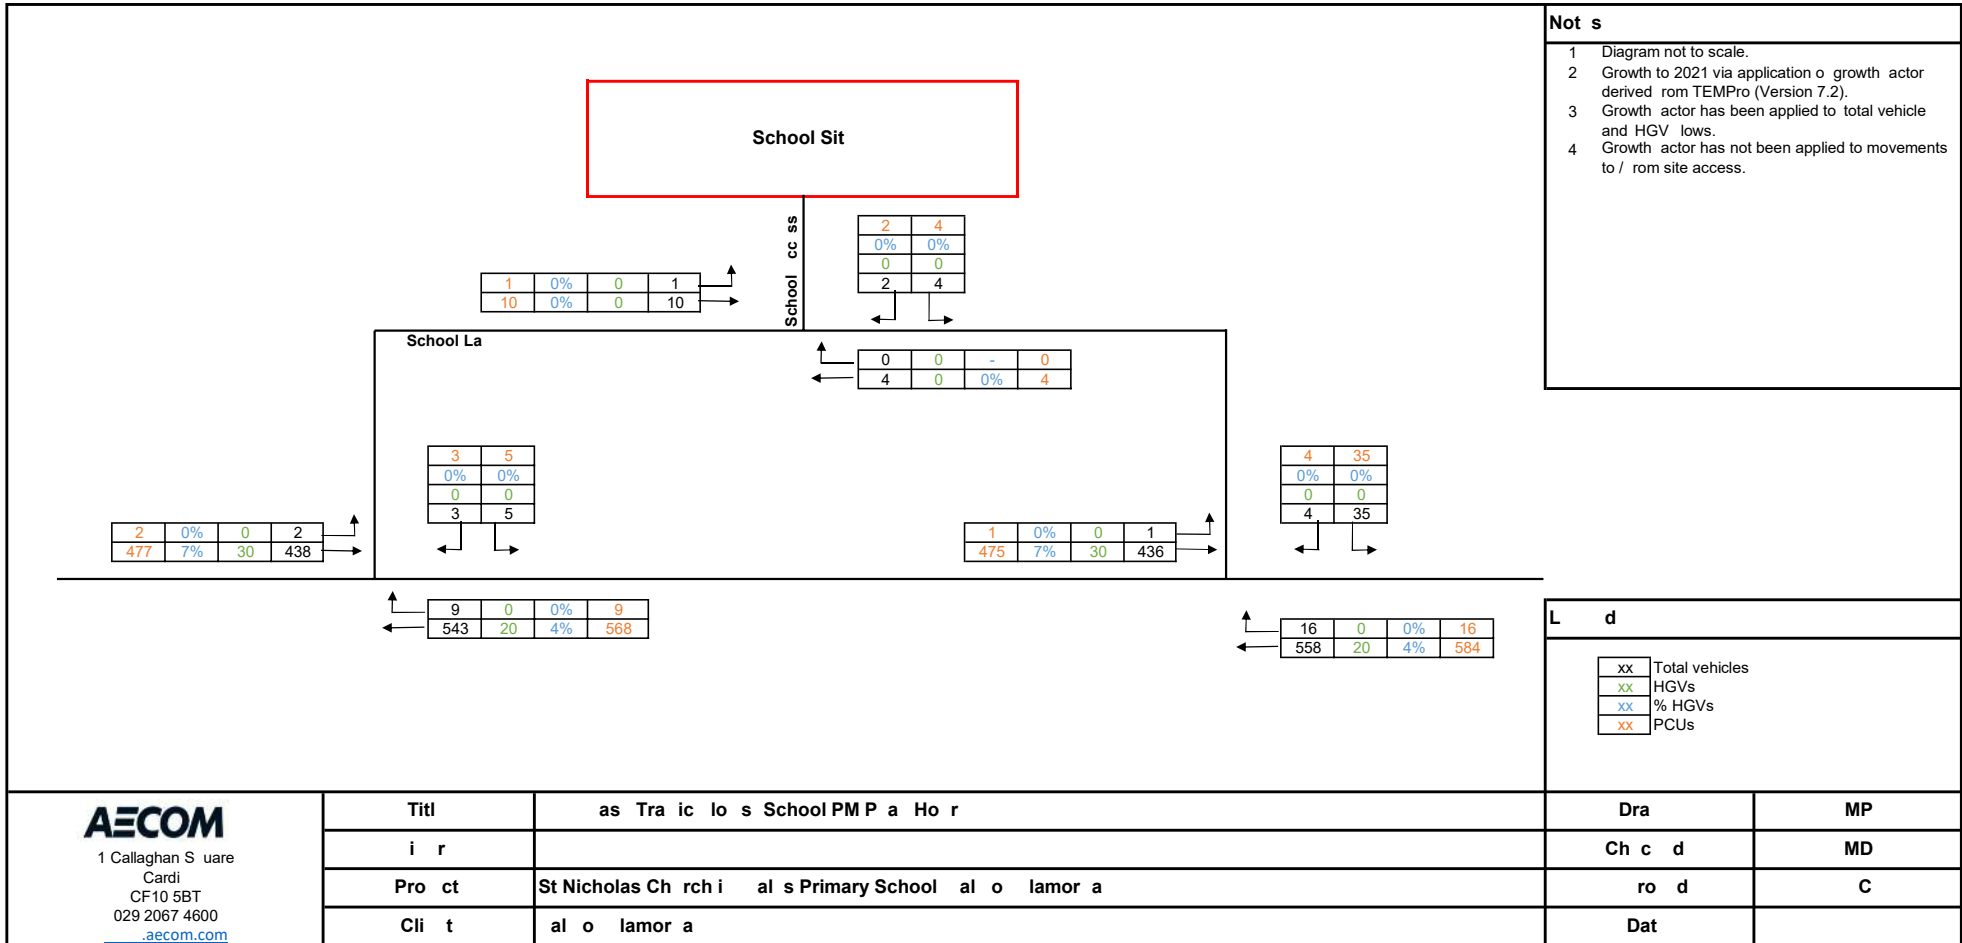 Not s
1 Diagram not to scale.
2 Growth to 2021 via application o growth actor
derived rom TEMPro (Version 7.2).
3 Growth actor has been applied to total vehicle
and HGV lows.
4 Growth actor has not been applied to movements
to / rom site access.
School Sit
School cc ss
2 4
0% 0%
0 0
2 4
1 0% 0 1
10 0% 0 10
School La
0 0 - 0
4 0 0% 4
3 5
0% 0%
0 0
3 5
4 35
0% 0%
0 0
4 35
2 0% 0 2
477 7% 30 438
1 0% 0 1
475 7% 30 436
9 0 0% 9
543 20 4% 568
16 0 0% 16
558 20 4% 584
L d
xx Total vehicles
xx HGVs
xx % HGVs
xx PCUs
AECOM
1 Callaghan S uare
Cardi
CF10 5BT
029 2067 4600
.aecom.com
Titl as Tra ic lo s School PM P a Ho r
i r
Pro ct St Nicholas Ch rch i al s Primary School al o lamor a
Cli t al o lamor a
Dra MP
Ch c d MD
ro d C
Dat